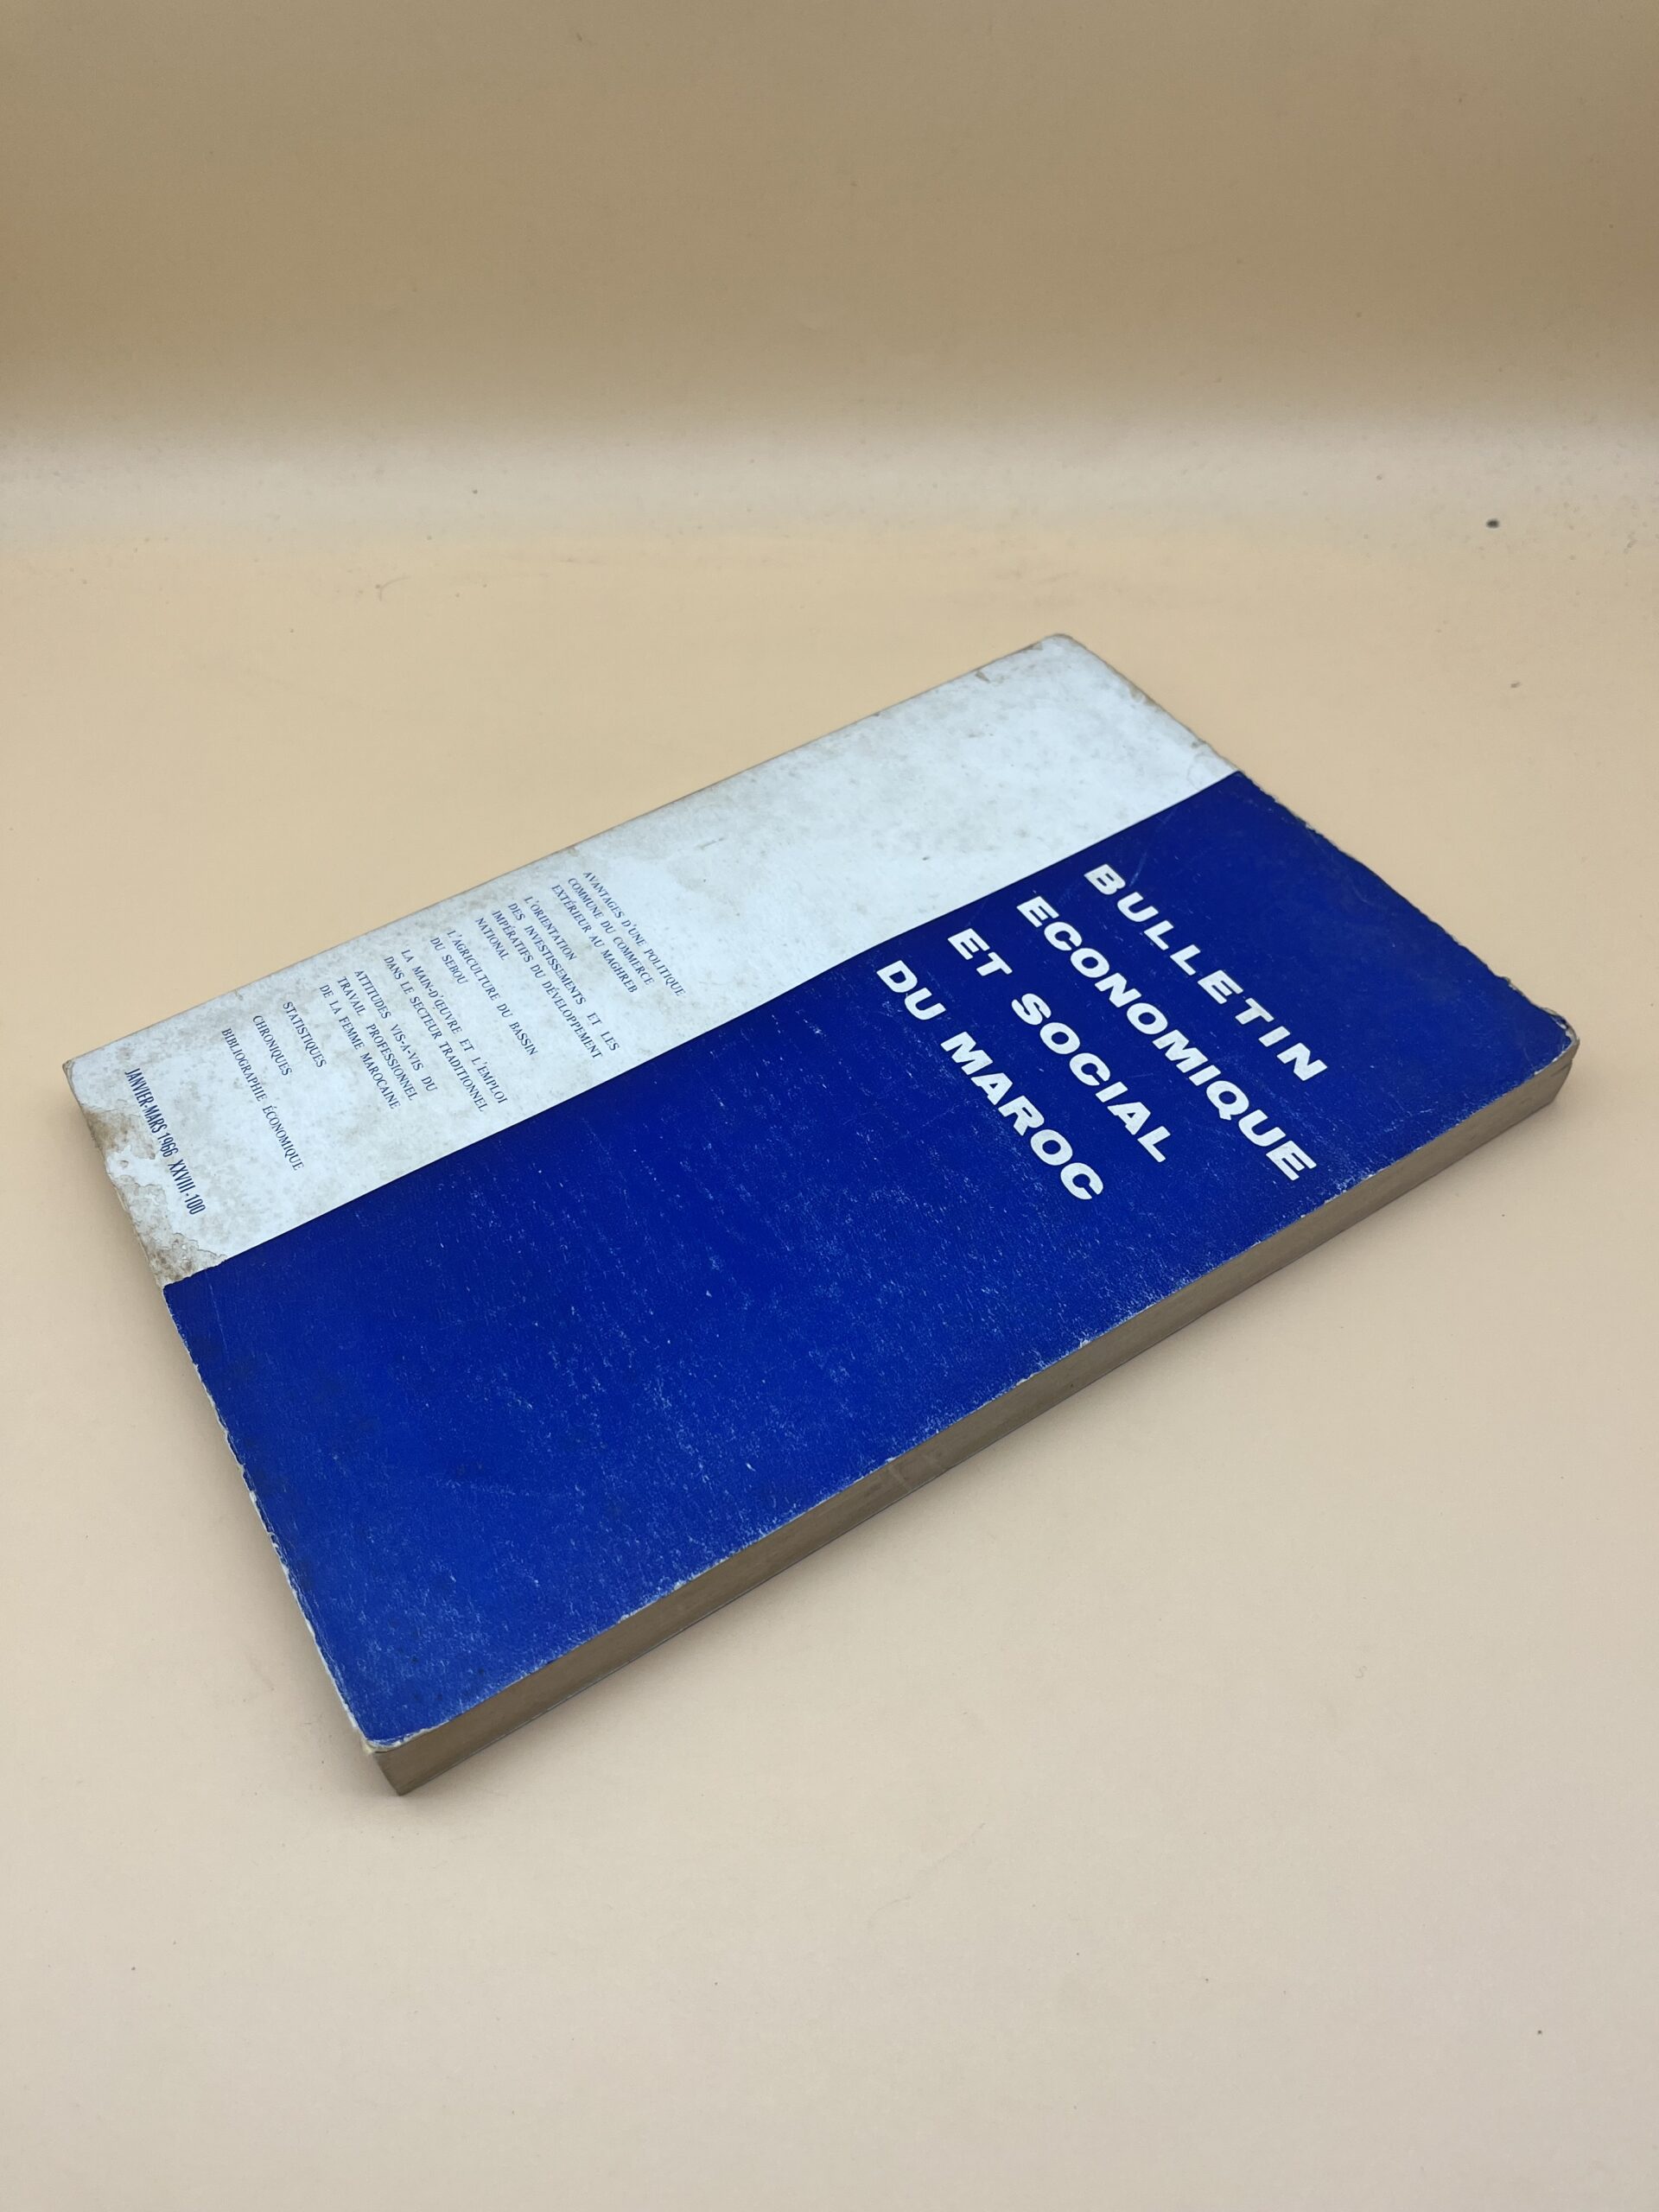 BULLETIN
ECONOMIQUE
ET SOCIAL
DU MAROC
AVANTAGES D'UNE POLITIQUE
COMMUNE DU COMMERCE
EXTÉRIEUR AU MAGHREB
L'ORIENTATION
DES INVESTISSEMENTS ET LES
IMPÉRATIFS DU DÉVELOPPEMENT
NATIONAL
L'AGRICULTURE DU BASSIN
DU SEBOU
LA MAIN-D'ŒUVRE ET L'EMPLOI
DANS LE SECTEUR TRADITIONNEL
ATTITUDES VIS-A-VIS DU
TRAVAIL PROFESSIONNEL
DE LA FEMME MAROCAINE
STATISTIQUES
CHRONIQUES
BIBLIOGRAPHIE ÉCONOMIQUE
JANVIER-MARS 1966 XXVIII-100